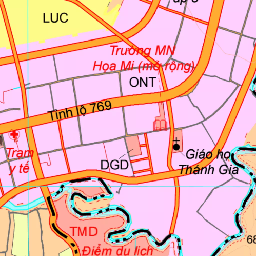 LUC
Trường MN
Họa Mi (mở rộng)
ONT
Tỉnh lộ 769
Trạm
y tế
DGD
Giáo họ
Thánh Gia
TMD
Điểm du lịch